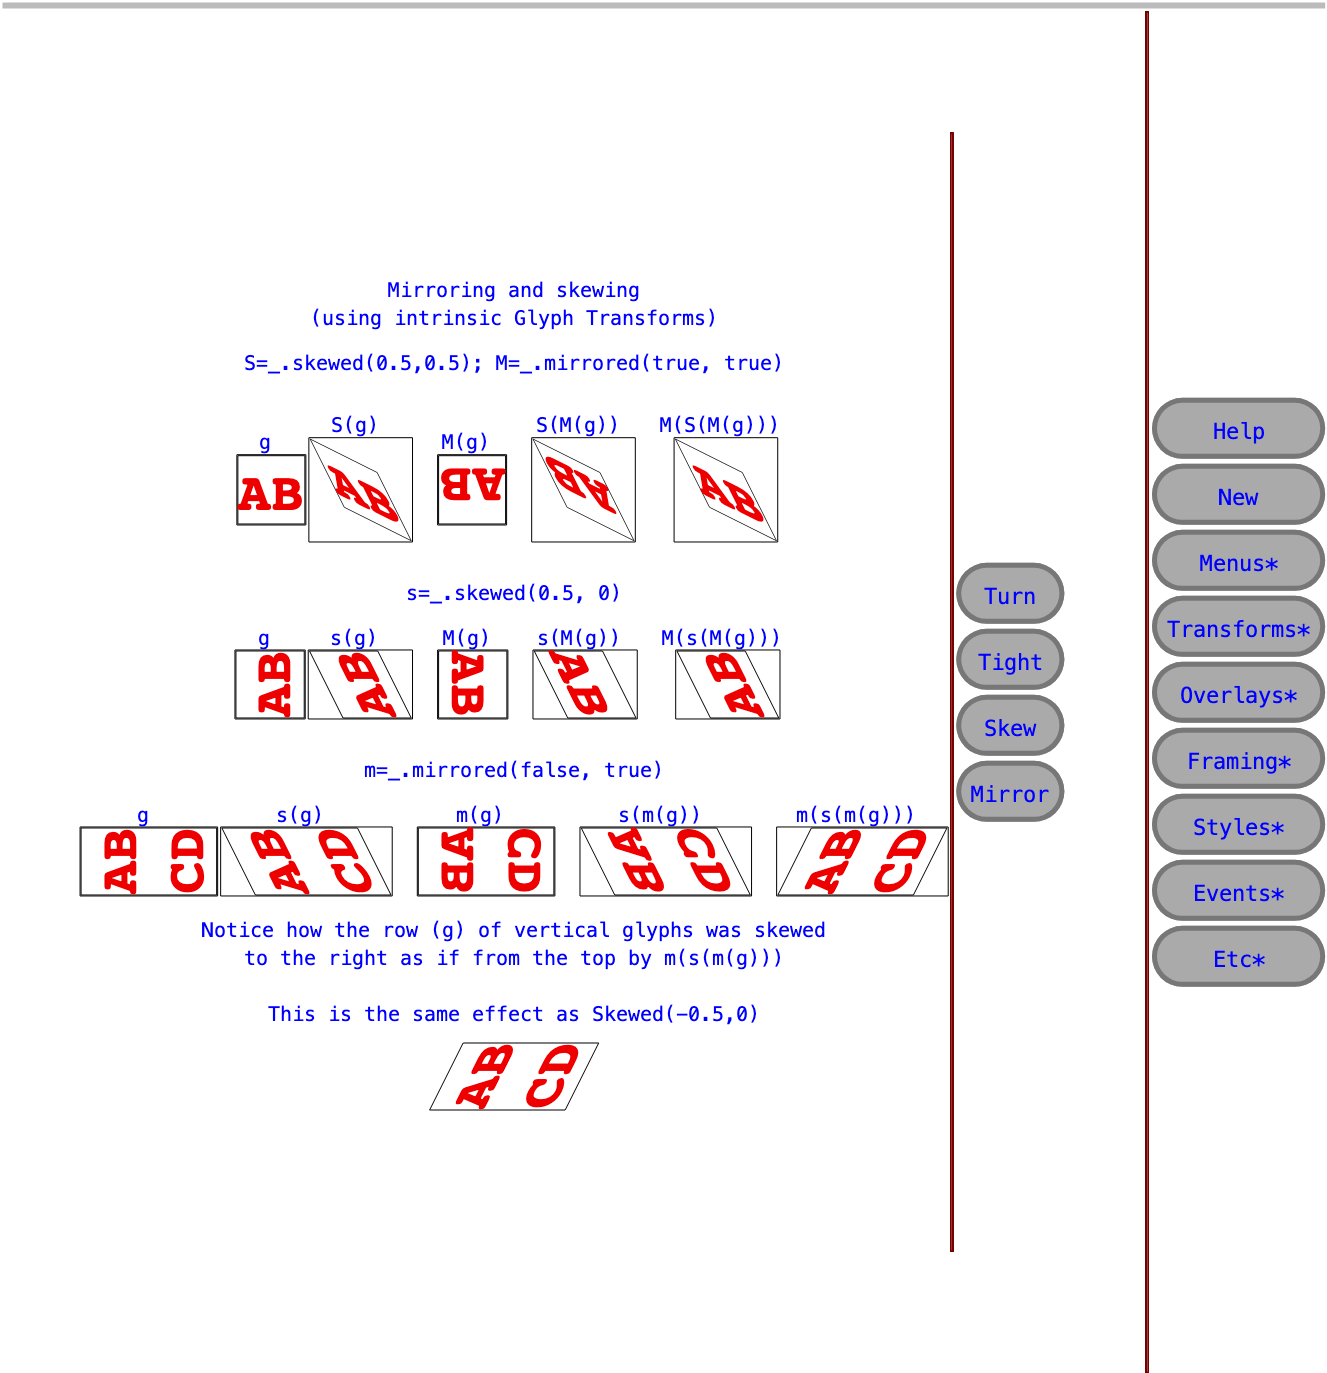 Mirroring and skewing
(using intrinsic Glyph Transforms)
S=_.skewed(0.5,0.5); M=_.mirrored(true, true)
g S(g) M(g) S(M(g)) M(S(M(g)))
AB AB AB AB AB
s=_.skewed(0.5, 0)
g s(g) M(g) s(M(g)) M(s(M(g)))
AB AB AB AB AB
m=_.mirrored(false, true)
g s(g) m(g) s(m(g)) m(s(m(g)))
AB CD AB CD AB CD AB CD AB CD
Notice how the row (g) of vertical glyphs was skewed
to the right as if from the top by m(s(m(g)))
This is the same effect as Skewed(−0.5,0)
AB CD
Turn
Tight
Skew
Mirror
Help
New
Menus*
Transforms*
Overlays*
Framing*
Styles*
Events*
Etc*